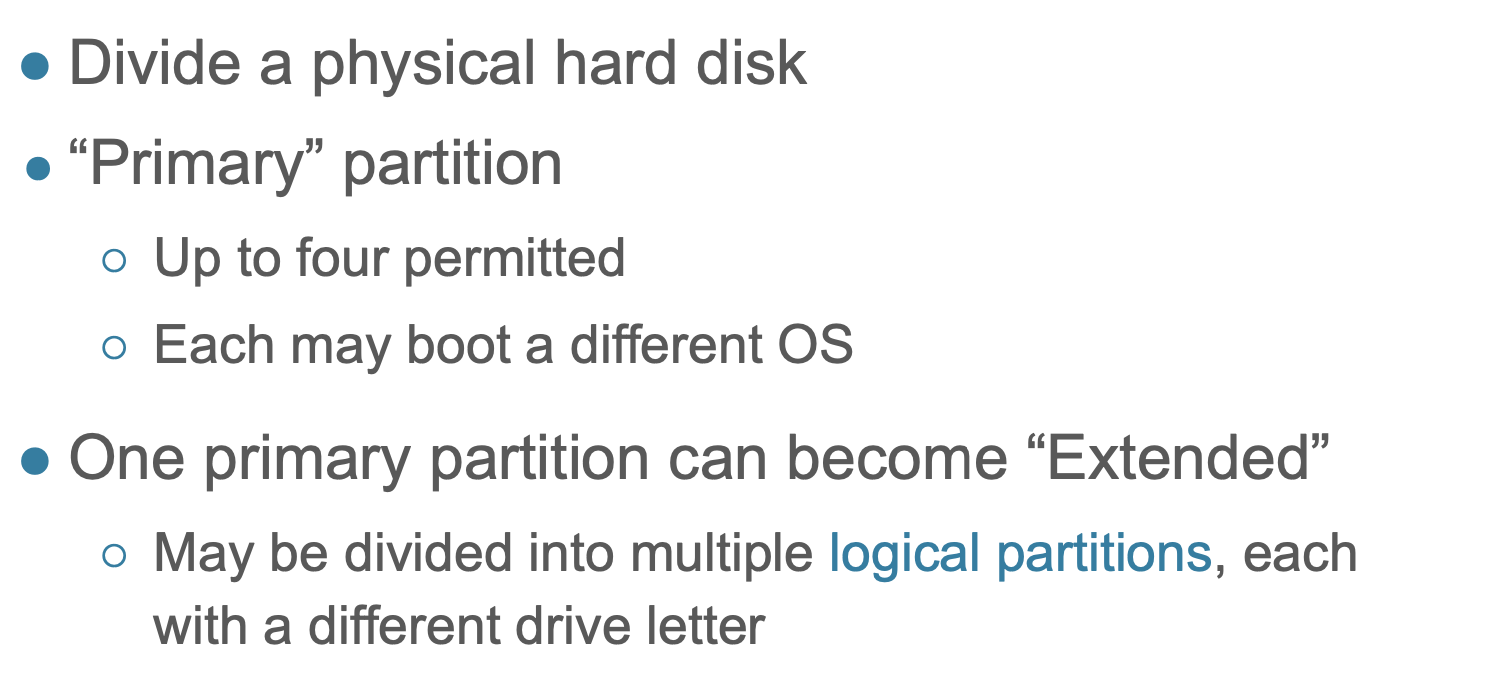 • Divide a physical hard disk
• “Primary” partition
○ Up to four permitted
○ Each may boot a different OS
• One primary partition can become “Extended”
○ May be divided into multiple logical partitions, each
with a different drive letter